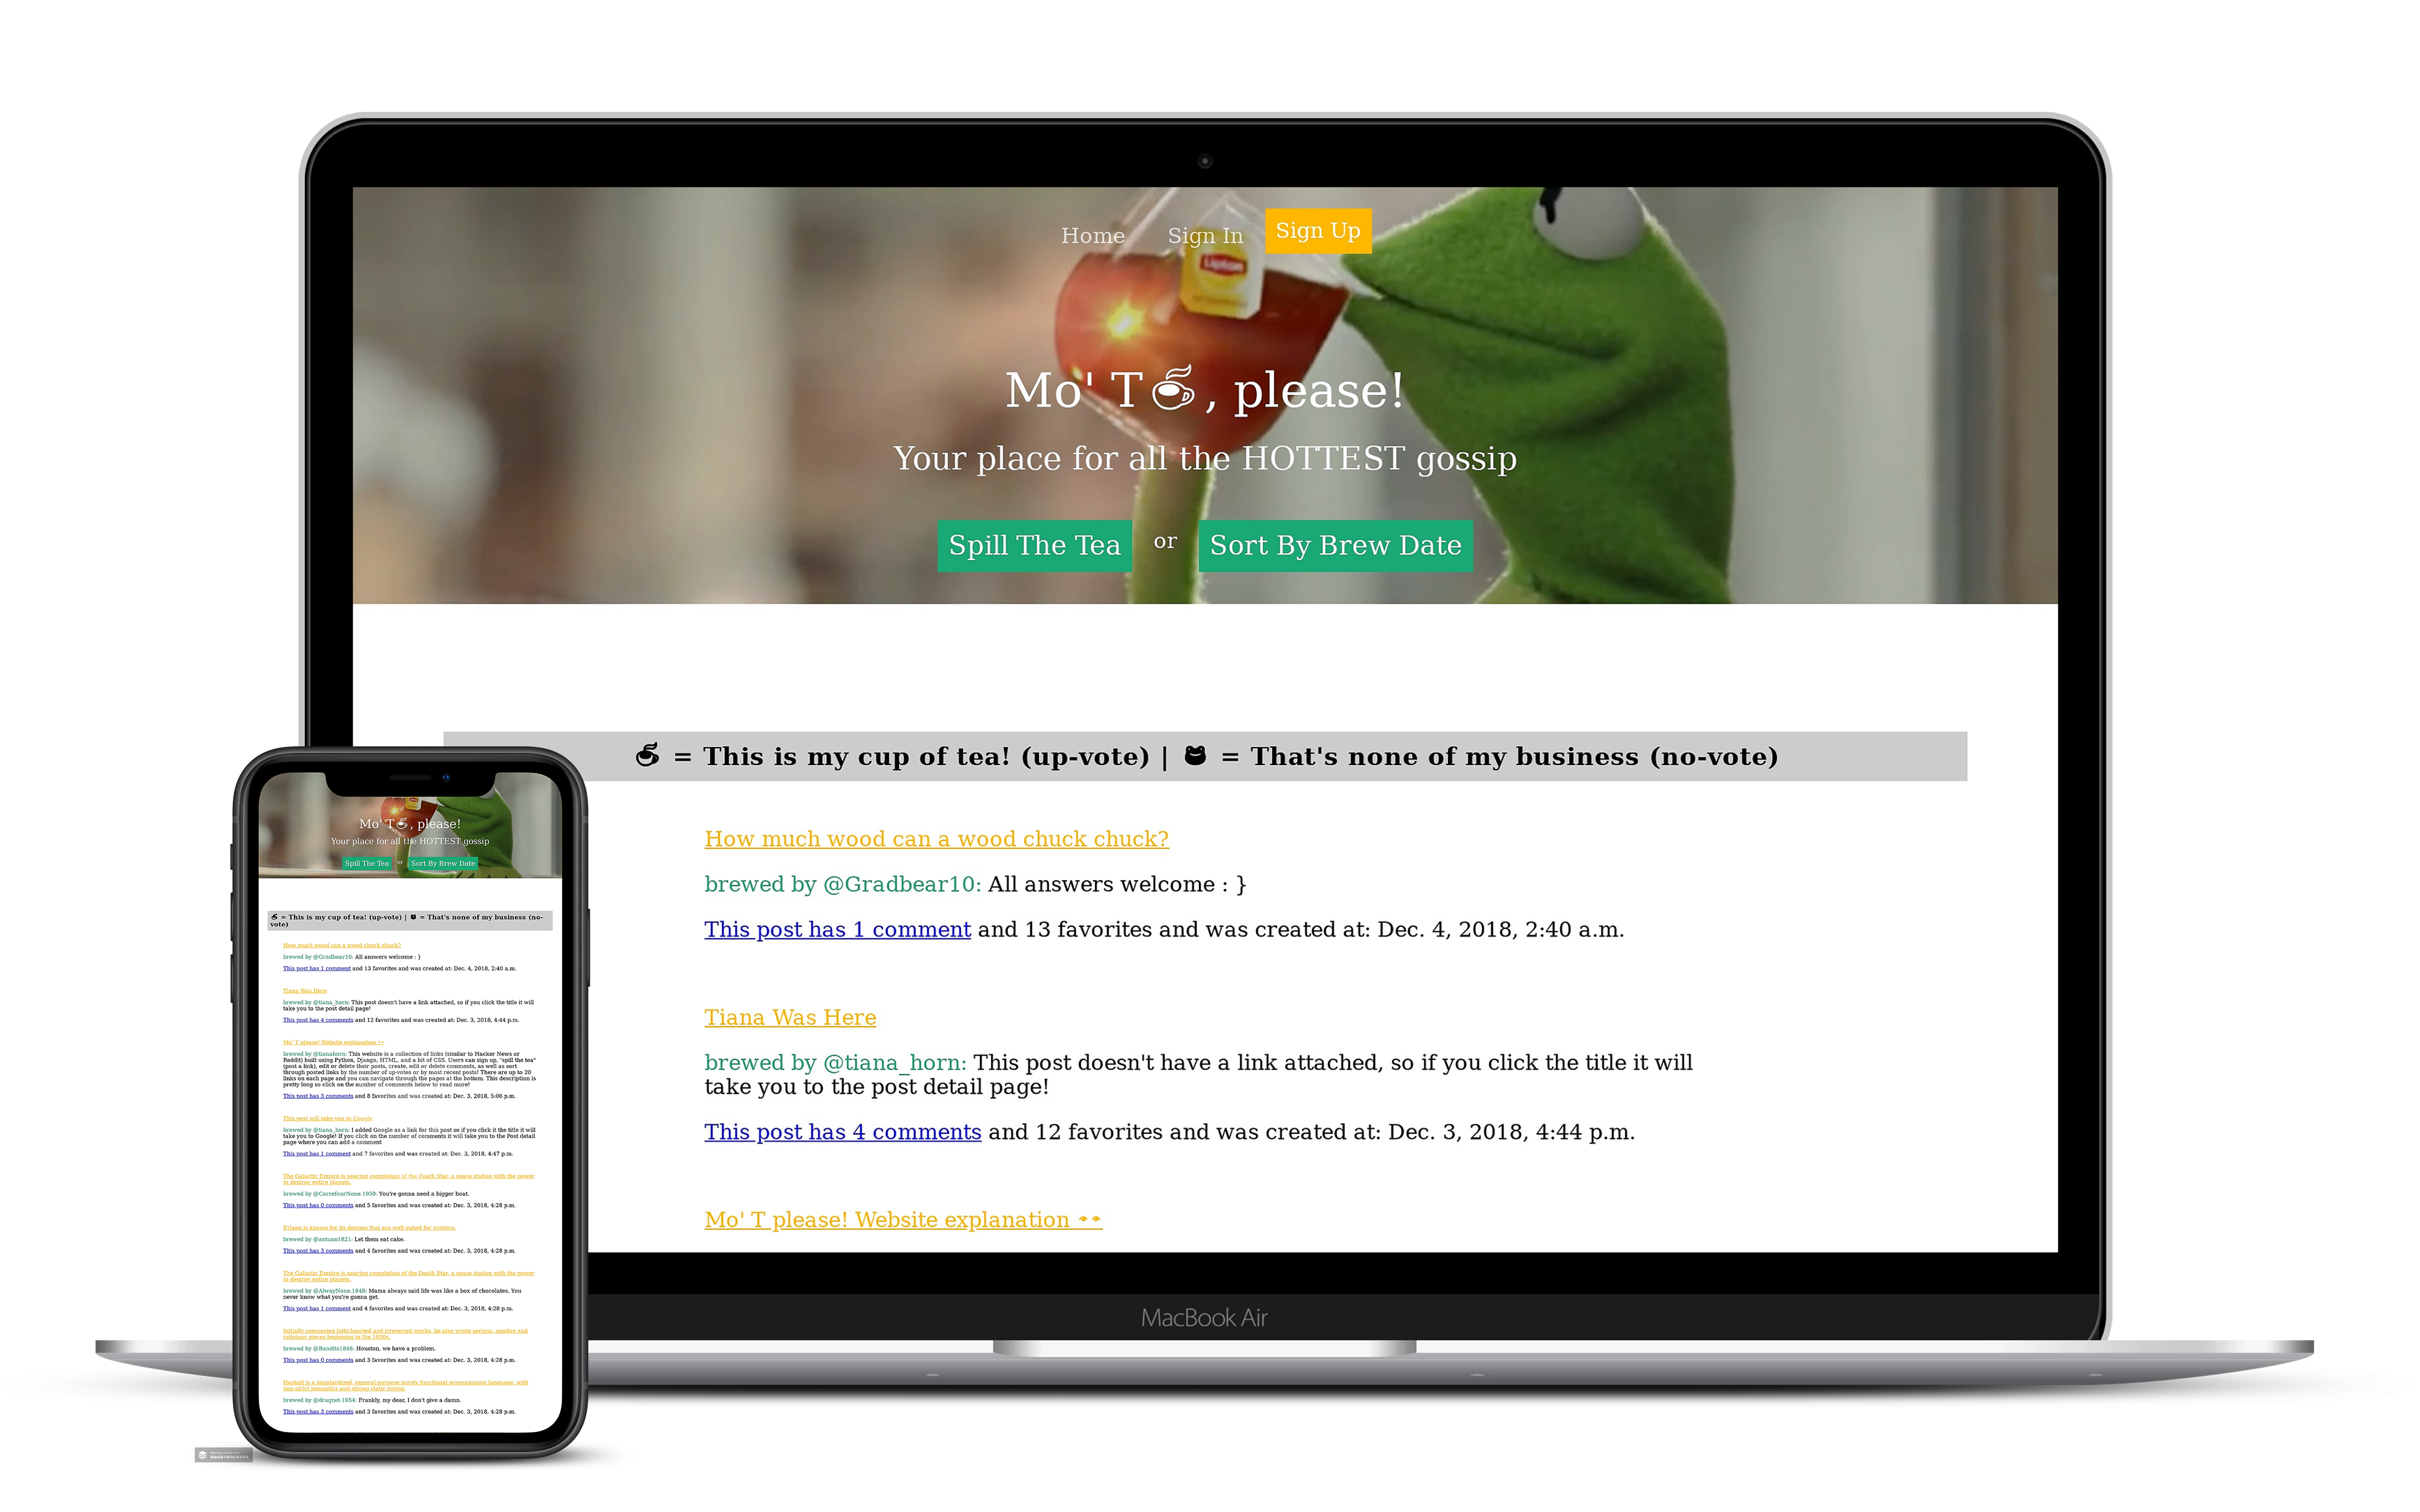 Home Sign In Sign Up
Lipton
Mo' T☕, please!
Your place for all the HOTTEST gossip
Spill The Tea or Sort By Brew Date
☕ = This is my cup of tea! (up-vote) | 🐸 = That's none of my business (no-vote)
How much wood can a wood chuck chuck?
brewed by @Gradbear10: All answers welcome : }
This post has 1 comment and 13 favorites and was created at: Dec. 4, 2018, 2:40 a.m.
Tiana Was Here
brewed by @tiana_horn: This post doesn't have a link attached, so if you click the title it will
take you to the post detail page!
This post has 4 comments and 12 favorites and was created at: Dec. 3, 2018, 4:44 p.m.
Mo' T please! Website explanation 👀
MacBook Air
Mo' T☕, please!
Your place for all the HOTTEST gossip
Spill The Tea or Sort By Brew Date
☕ = This is my cup of tea! (up-vote) | 🐸 = That's none of my business (no-
vote)
How much wood can a wood chuck chuck?
brewed by @Gradbear10: All answers welcome : }
This post has 1 comment and 13 favorites and was created at: Dec. 4, 2018, 2:40 a.m.
Tiana Was Here
brewed by @tiana_horn: This post doesn't have a link attached, so if you click the title it will
take you to the post detail page!
This post has 4 comments and 12 favorites and was created at: Dec. 3, 2018, 4:44 p.m.
Mo' T please! Website explanation 👀
brewed by @tianahorn: This website is a collection of links (similar to Hacker News or
Reddit) built using Python, Django, HTML, and a bit of CSS. Users can sign up, "spill the tea"
(post a link), edit or delete their posts, create, edit or delete comments, as well as sort
through posted links by the number of up-votes or by most recent posts! There are up to 20
links on each page and you can navigate through the pages at the bottom. This description is
pretty long so click on the number of comments below to read more!
This post has 3 comments and 8 favorites and was created at: Dec. 3, 2018, 5:06 p.m.
This post will take you to Google
brewed by @tiana_horn: I added Google as a link for this post so if you click it the title it will
take you to Google! If you click on the number of comments it will take you to the Post detail
page where you can add a comment
This post has 1 comment and 7 favorites and was created at: Dec. 3, 2018, 4:47 p.m.
The Galactic Empire is nearing completion of the Death Star, a space station with the power
to destroy entire planets.
brewed by @CarrefourNone.1959: You're gonna need a bigger boat.
This post has 0 comments and 5 favorites and was created at: Dec. 3, 2018, 4:28 p.m.
Erlang is known for its designs that are well suited for systems.
brewed by @antuan1821: Let them eat cake.
This post has 3 comments and 4 favorites and was created at: Dec. 3, 2018, 4:28 p.m.
The Galactic Empire is nearing completion of the Death Star, a space station with the power
to destroy entire planets.
brewed by @AlwayNone.1848: Mama always said life was like a box of chocolates. You
never know what you're gonna get.
This post has 1 comment and 4 favorites and was created at: Dec. 3, 2018, 4:28 p.m.
Initially composing light-hearted and irreverent works, he also wrote serious, sombre and
religious pieces beginning in the 1930s.
brewed by @Bandits1846: Houston, we have a problem.
This post has 0 comments and 3 favorites and was created at: Dec. 3, 2018, 4:28 p.m.
Haskell is a standardized, general-purpose purely functional programming language, with
non-strict semantics and strong static typing.
brewed by @dragnet-1954: Frankly, my dear, I don't give a damn.
This post has 3 comments and 3 favorites and was created at: Dec. 3, 2018, 4:28 p.m.
SMARTMOCKUPS